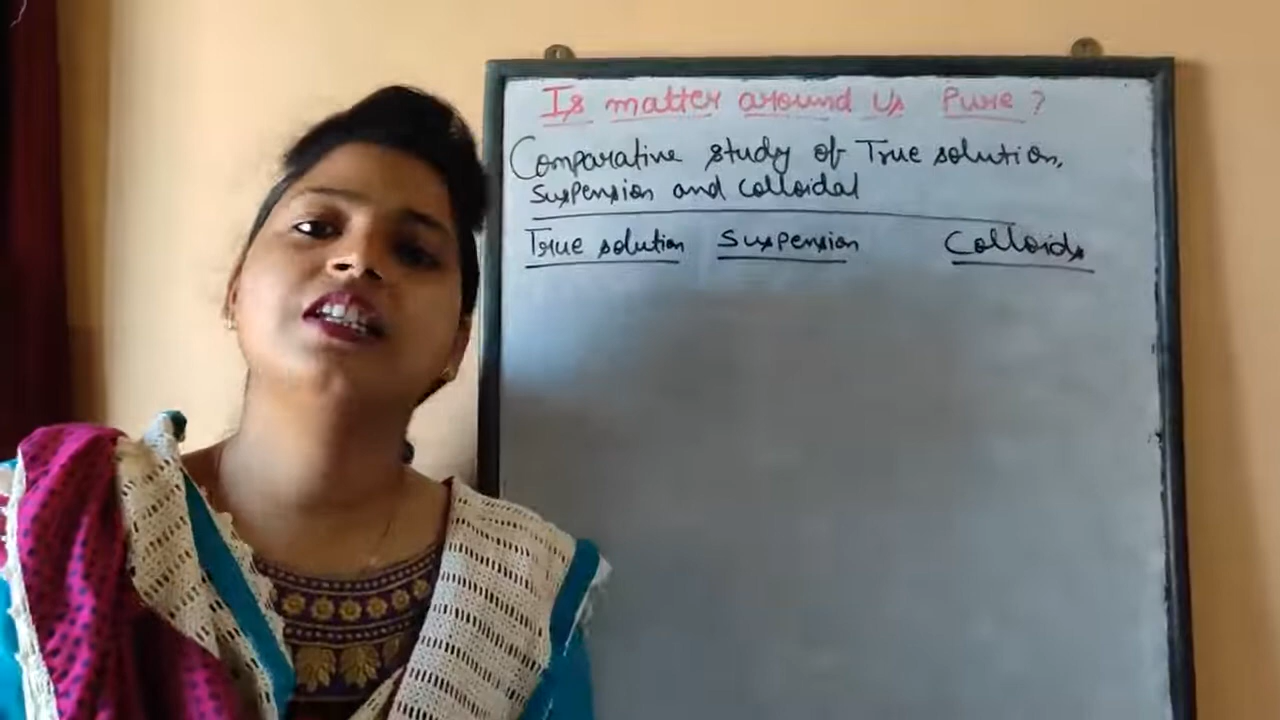 Is matter around Us Pure ?
Comparative study of True solution,
suspension and colloidal
True solution Suspension Colloids